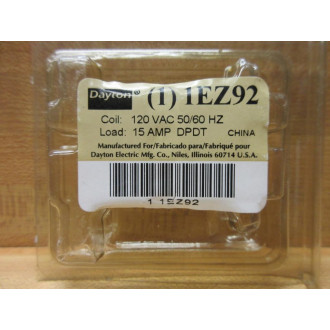 Dayton® (1) 1EZ92
Coil: 120 VAC 50/60 HZ
Load: 15 AMP DPDT CHINA
Manufactured For/Fabricado para/Fabriqué pour
Dayton Electric Mfg. Co., Niles, Illinois 60714 U.S.A.
1 1EZ92